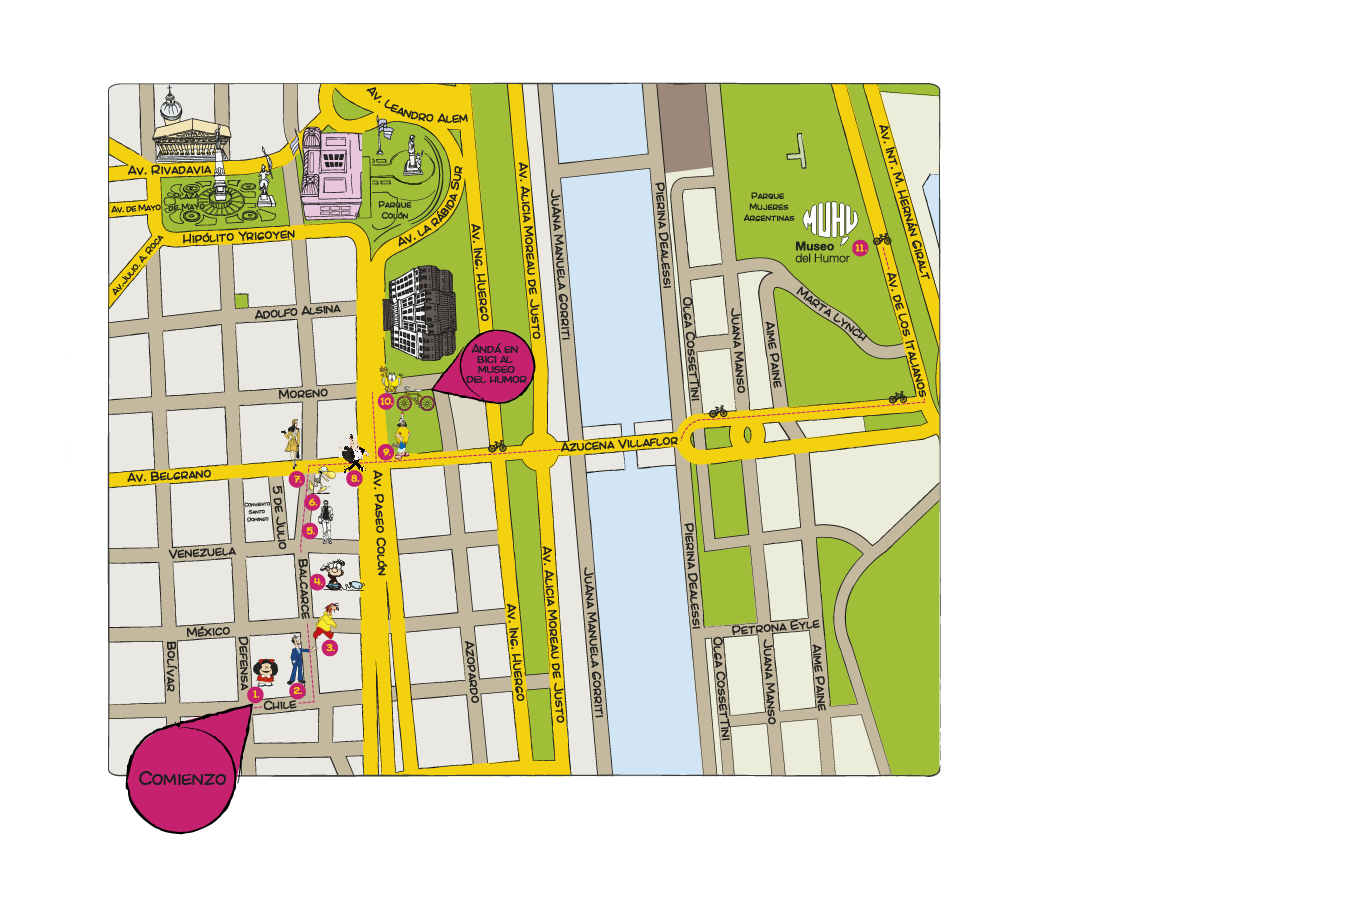 Av. Leandro Alem
Av. Rivadavia
Av. de Mayo
Plaza
de Mayo
Parque
Colón
Hipólito Yrigoyen
Av. La Rábida Sur
Av. Julio. A. Roca
Adolfo Alsina
Moreno
Av. Ing. Huergo
Av. Alicia Moreau de Justo
Juana Manuela Gorriti
Pierina Dealessi
Olga Cossettini
Juana Manso
Aime Paine
Marta Lynch
Parque
Mujeres
Argentinas
MUHU
Museo
del Humor
11.
Av. Int. M. Hernán Giralt
Av. de los Italianos
Andá en
bici al
Museo
del Humor
10.
9.
Azucena Villaflor
Av. Belgrano
7.
8.
6.
5.
5 de Julio
Convento
Santo
Domingo
Av. Paseo Colón
Venezuela
Balcarce
4.
México
3.
Bolívar
Defensa
1.
2.
Chile
Azopardo
Av. Ing. Huergo
Av. Alicia Moreau de Justo
Juana Manuela Gorriti
Pierina Dealessi
Petrona Eyle
Olga Cossettini
Juana Manso
Aime Paine
Comienzo